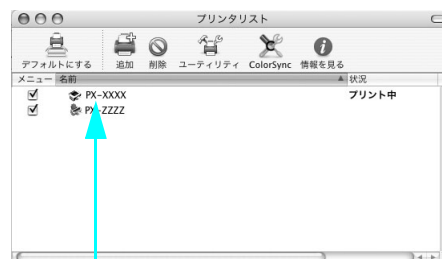 プリンタリスト
デフォルトにする 追加 削除 ユーティリティ ColorSync 情報を見る
メニュー 名前 状況
PX-XXXX プリント中
PX-ZZZZ